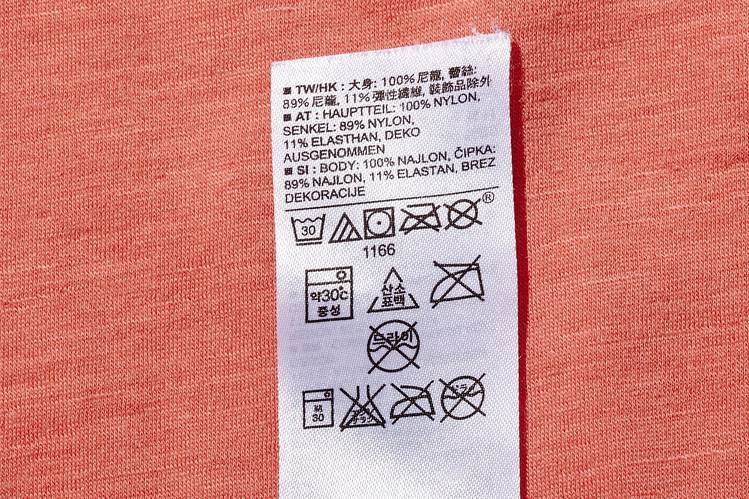 ■ TW/HK : 大身: 100% 尼龍, 蕾絲:
89% 尼龍, 11% 彈性纖維, 裝飾品除外
■ AT : HAUPTTEIL: 100% NYLON,
SENKEL: 89% NYLON,
11% ELASTHAN, DEKO
AUSGENOMMEN
■ SI : BODY: 100% NAJLON, ČIPKA:
89% NAJLON, 11% ELASTAN, BREZ
DEKORACIJE
30 ®
1166
약30℃
중성
산소
표백
드라이
30